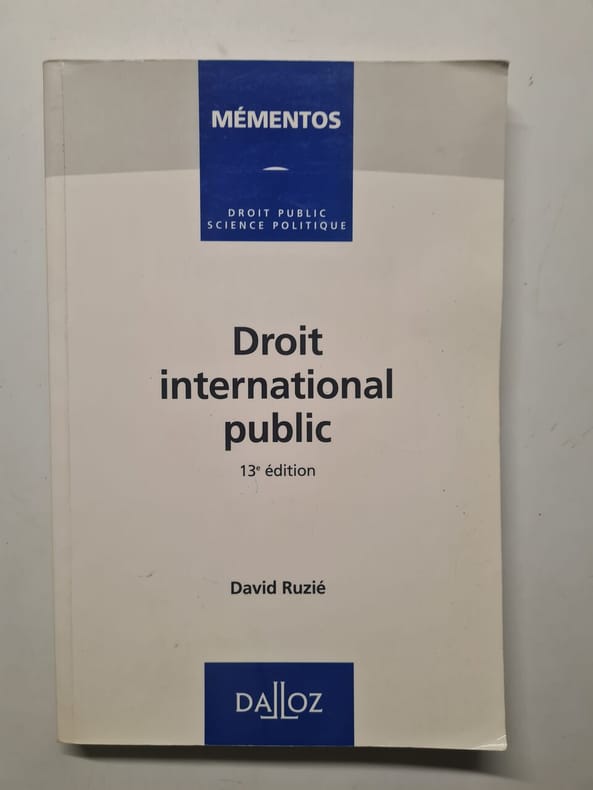 MÉMENTOS
DROIT PUBLIC
SCIENCE POLITIQUE
Droit
international
public
13e édition
David Ruzié
DALLOZ